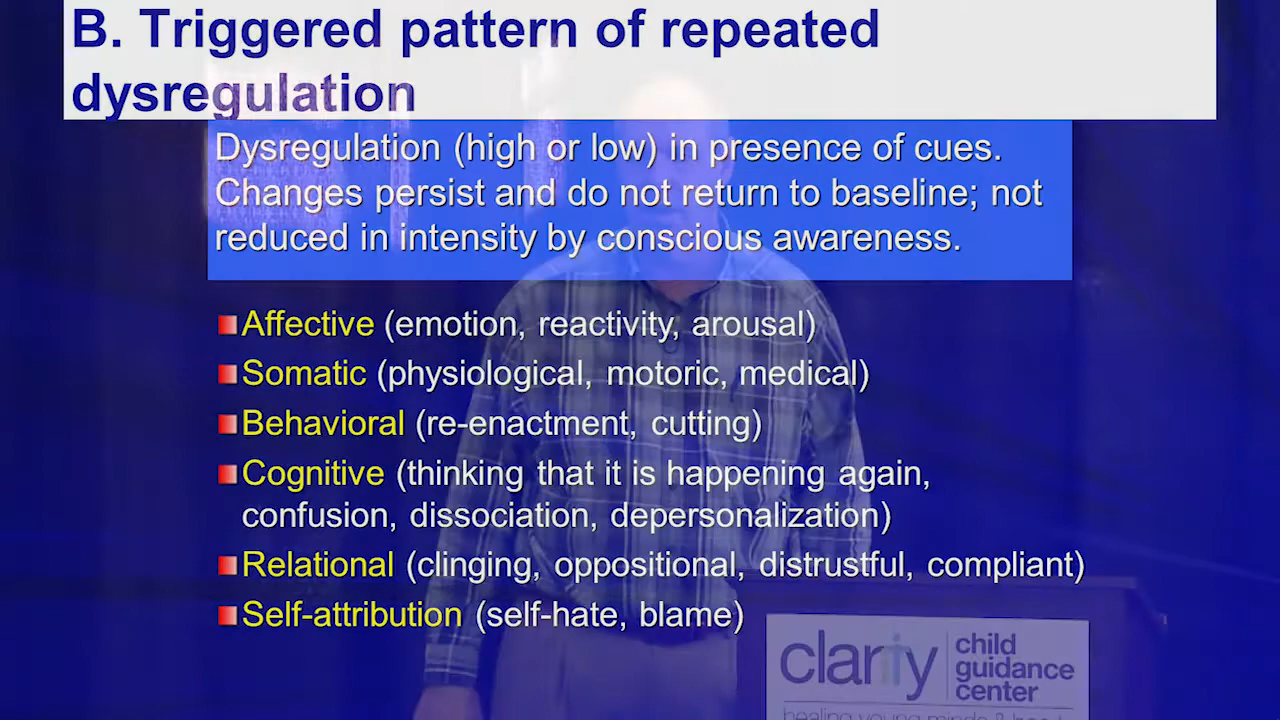 B. Triggered pattern of repeated
dysregulation
Dysregulation (high or low) in presence of cues.
Changes persist and do not return to baseline; not
reduced in intensity by conscious awareness.
Affective (emotion, reactivity, arousal)
Somatic (physiological, motoric, medical)
Behavioral (re-enactment, cutting)
Cognitive (thinking that it is happening again,
confusion, dissociation, depersonalization)
Relational (clinging, oppositional, distrustful, compliant)
Self-attribution (self-hate, blame)
clarity
child
guidance
center
healing young minds &